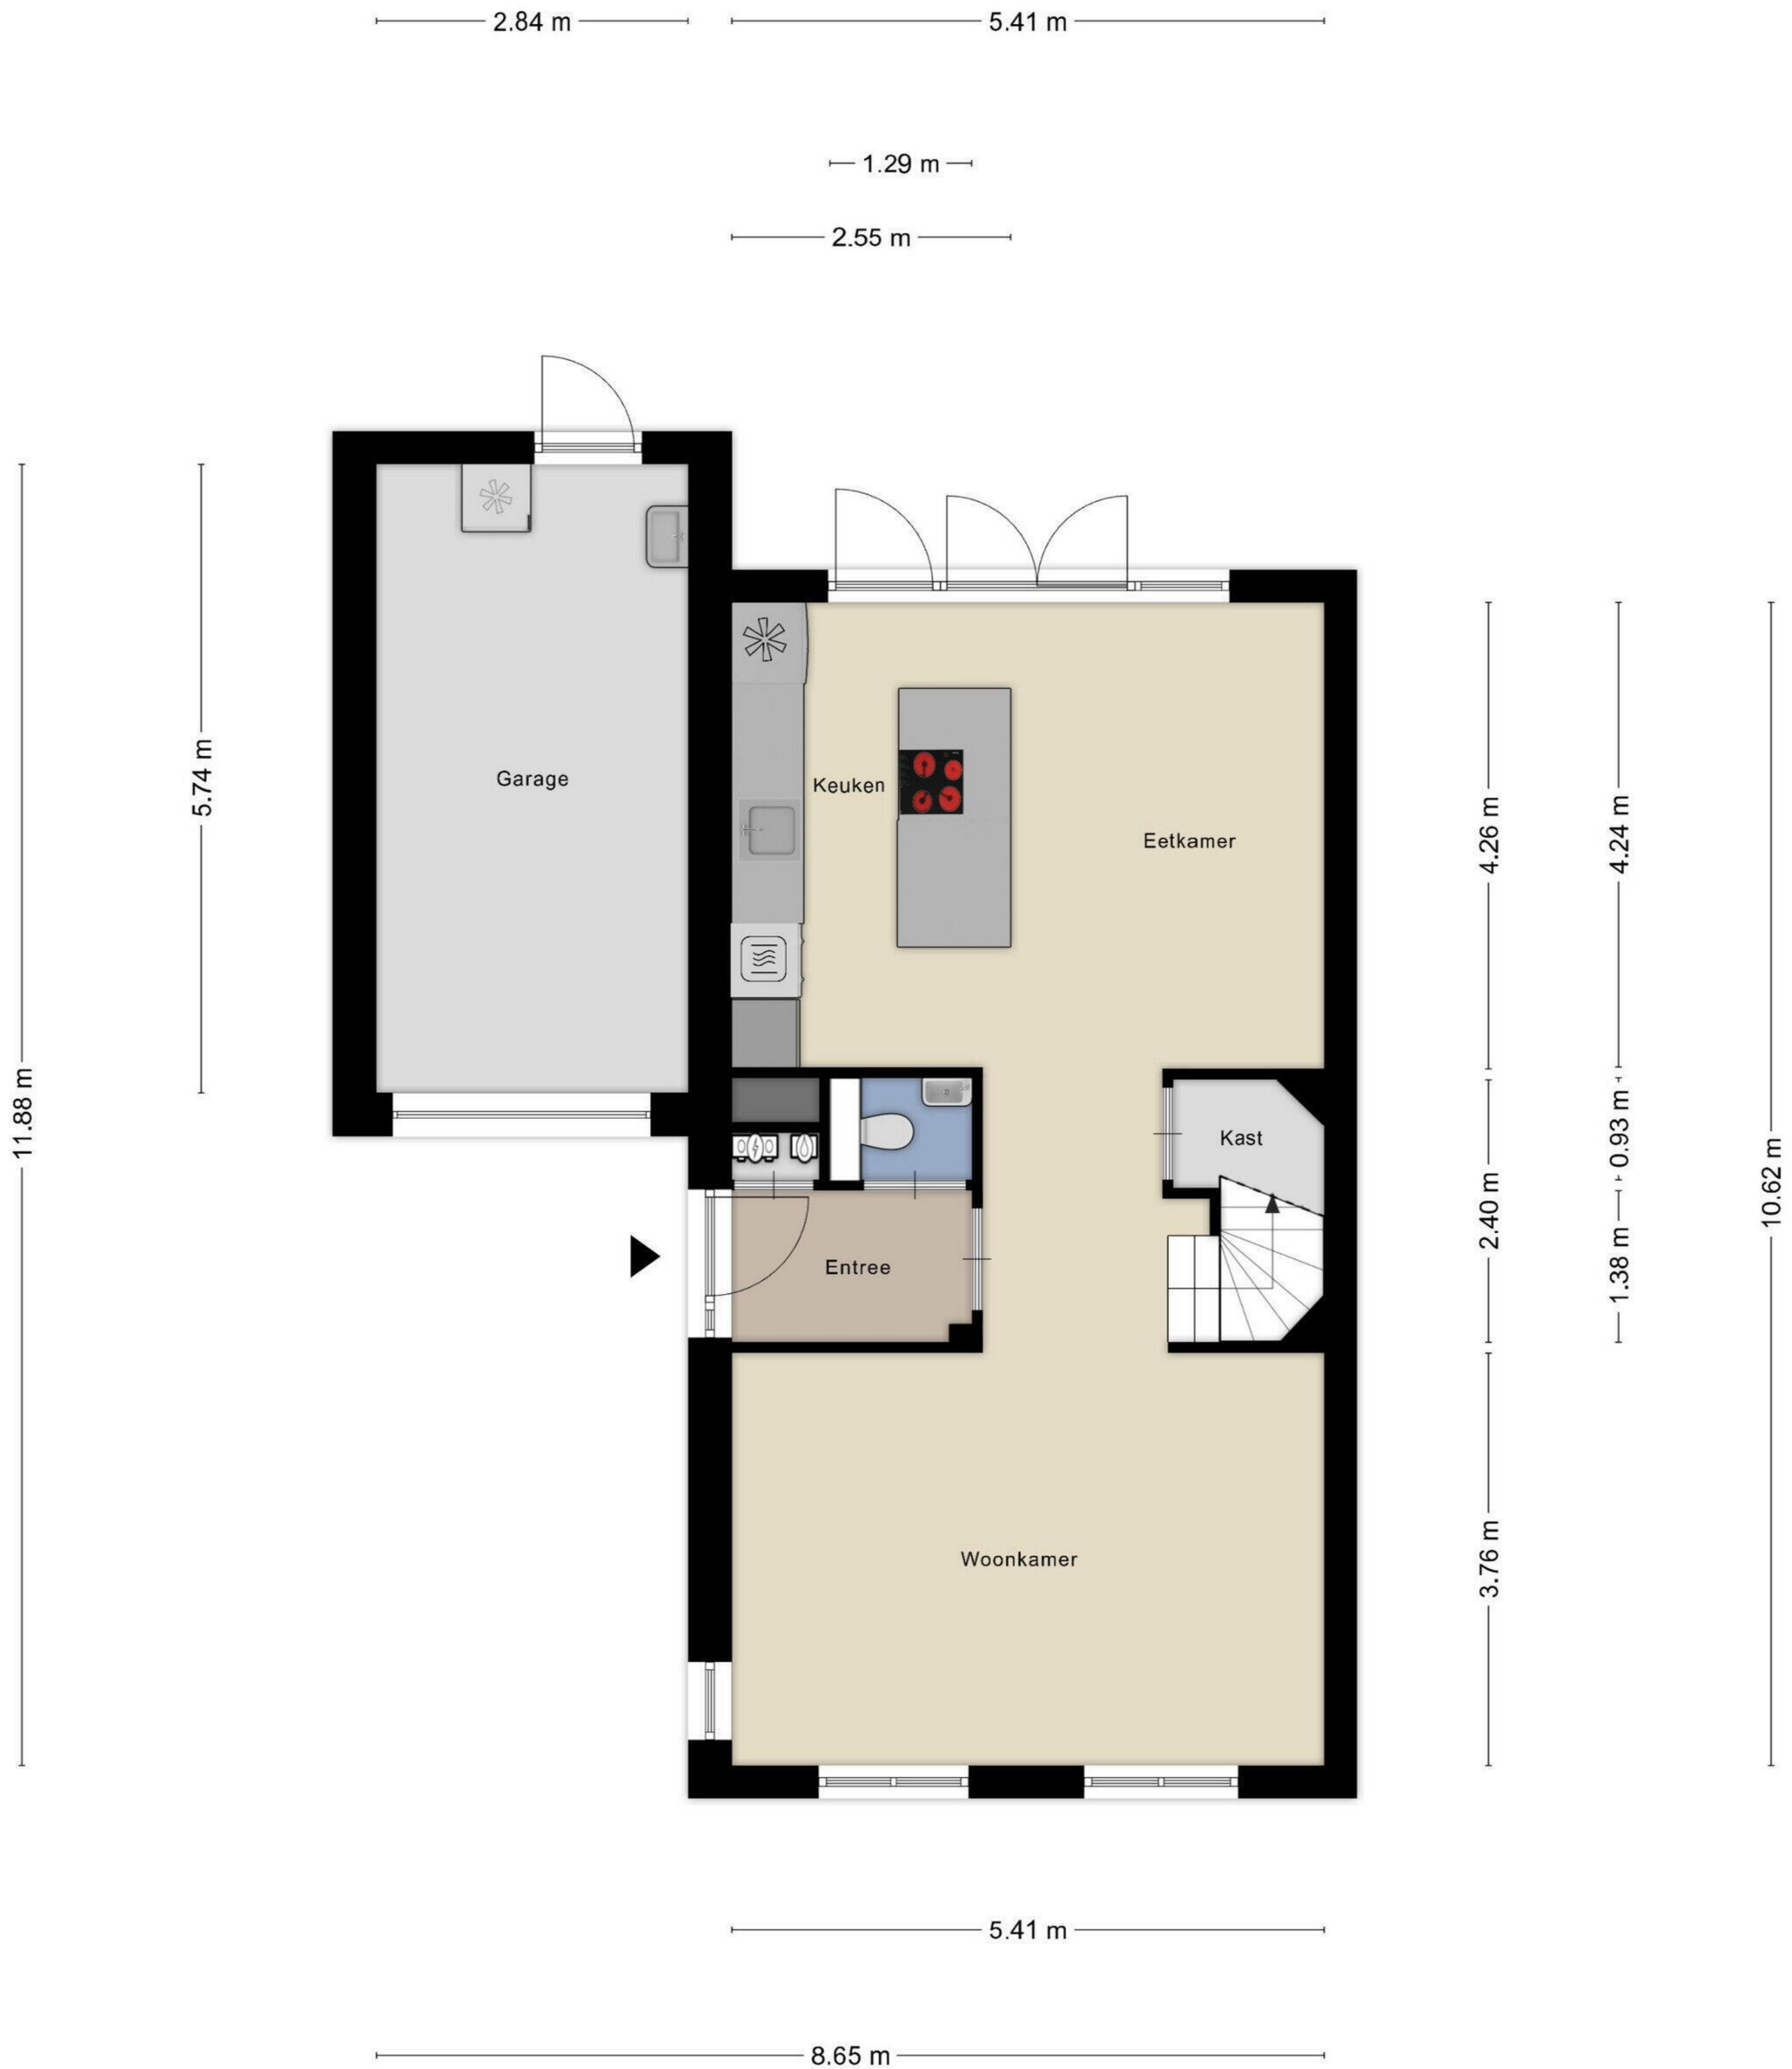 2.84 m
5.41 m
1.29 m
2.55 m
Garage
5.74 m
Keuken
Eetkamer
4.26 m
4.24 m
11.88 m
Kast
0.93 m
10.62 m
2.40 m
1.38 m
Entree
Woonkamer
3.76 m
5.41 m
8.65 m